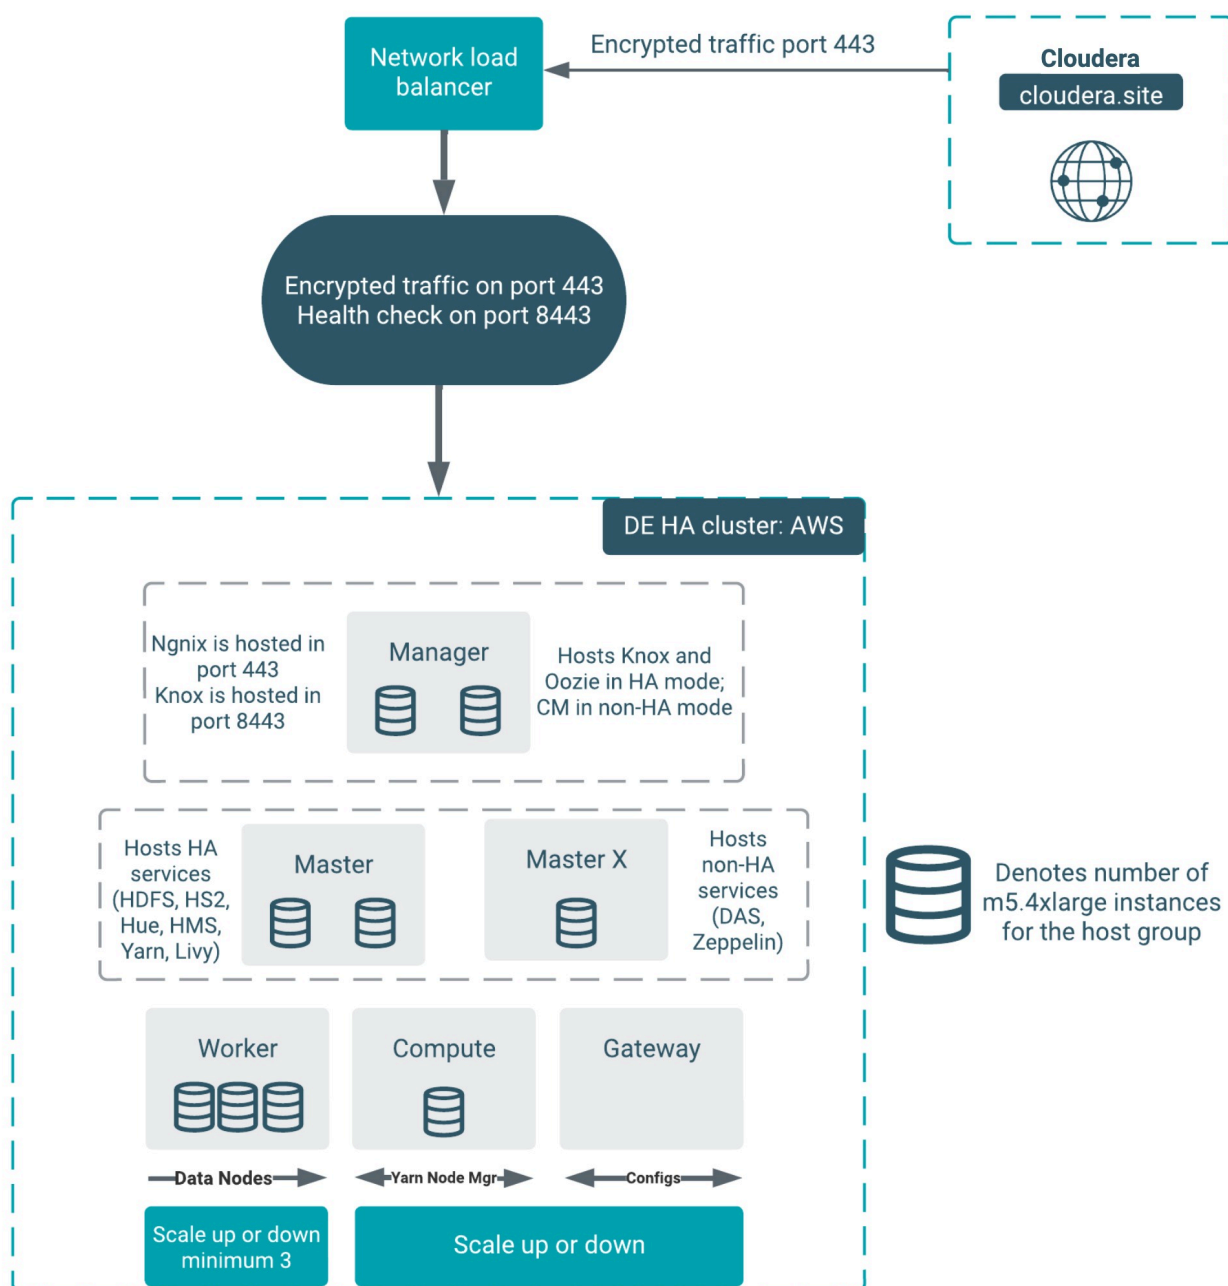 Network load
balancer
Encrypted traffic port 443
Cloudera
cloudera.site
Encrypted traffic on port 443
Health check on port 8443
DE HA cluster: AWS
Ngnix is hosted in
port 443
Knox is hosted in
port 8443
Manager
Hosts Knox and
Oozie in HA mode;
CM in non-HA mode
Hosts HA
services
(HDFS, HS2,
Hue, HMS,
Yarn, Livy)
Master
Master X
Hosts
non-HA
services
(DAS,
Zeppelin)
Denotes number of
m5.4xlarge instances
for the host group
Worker
Compute
Gateway
Data Nodes
Yarn Node Mgr
Configs
Scale up or down
minimum 3
Scale up or down